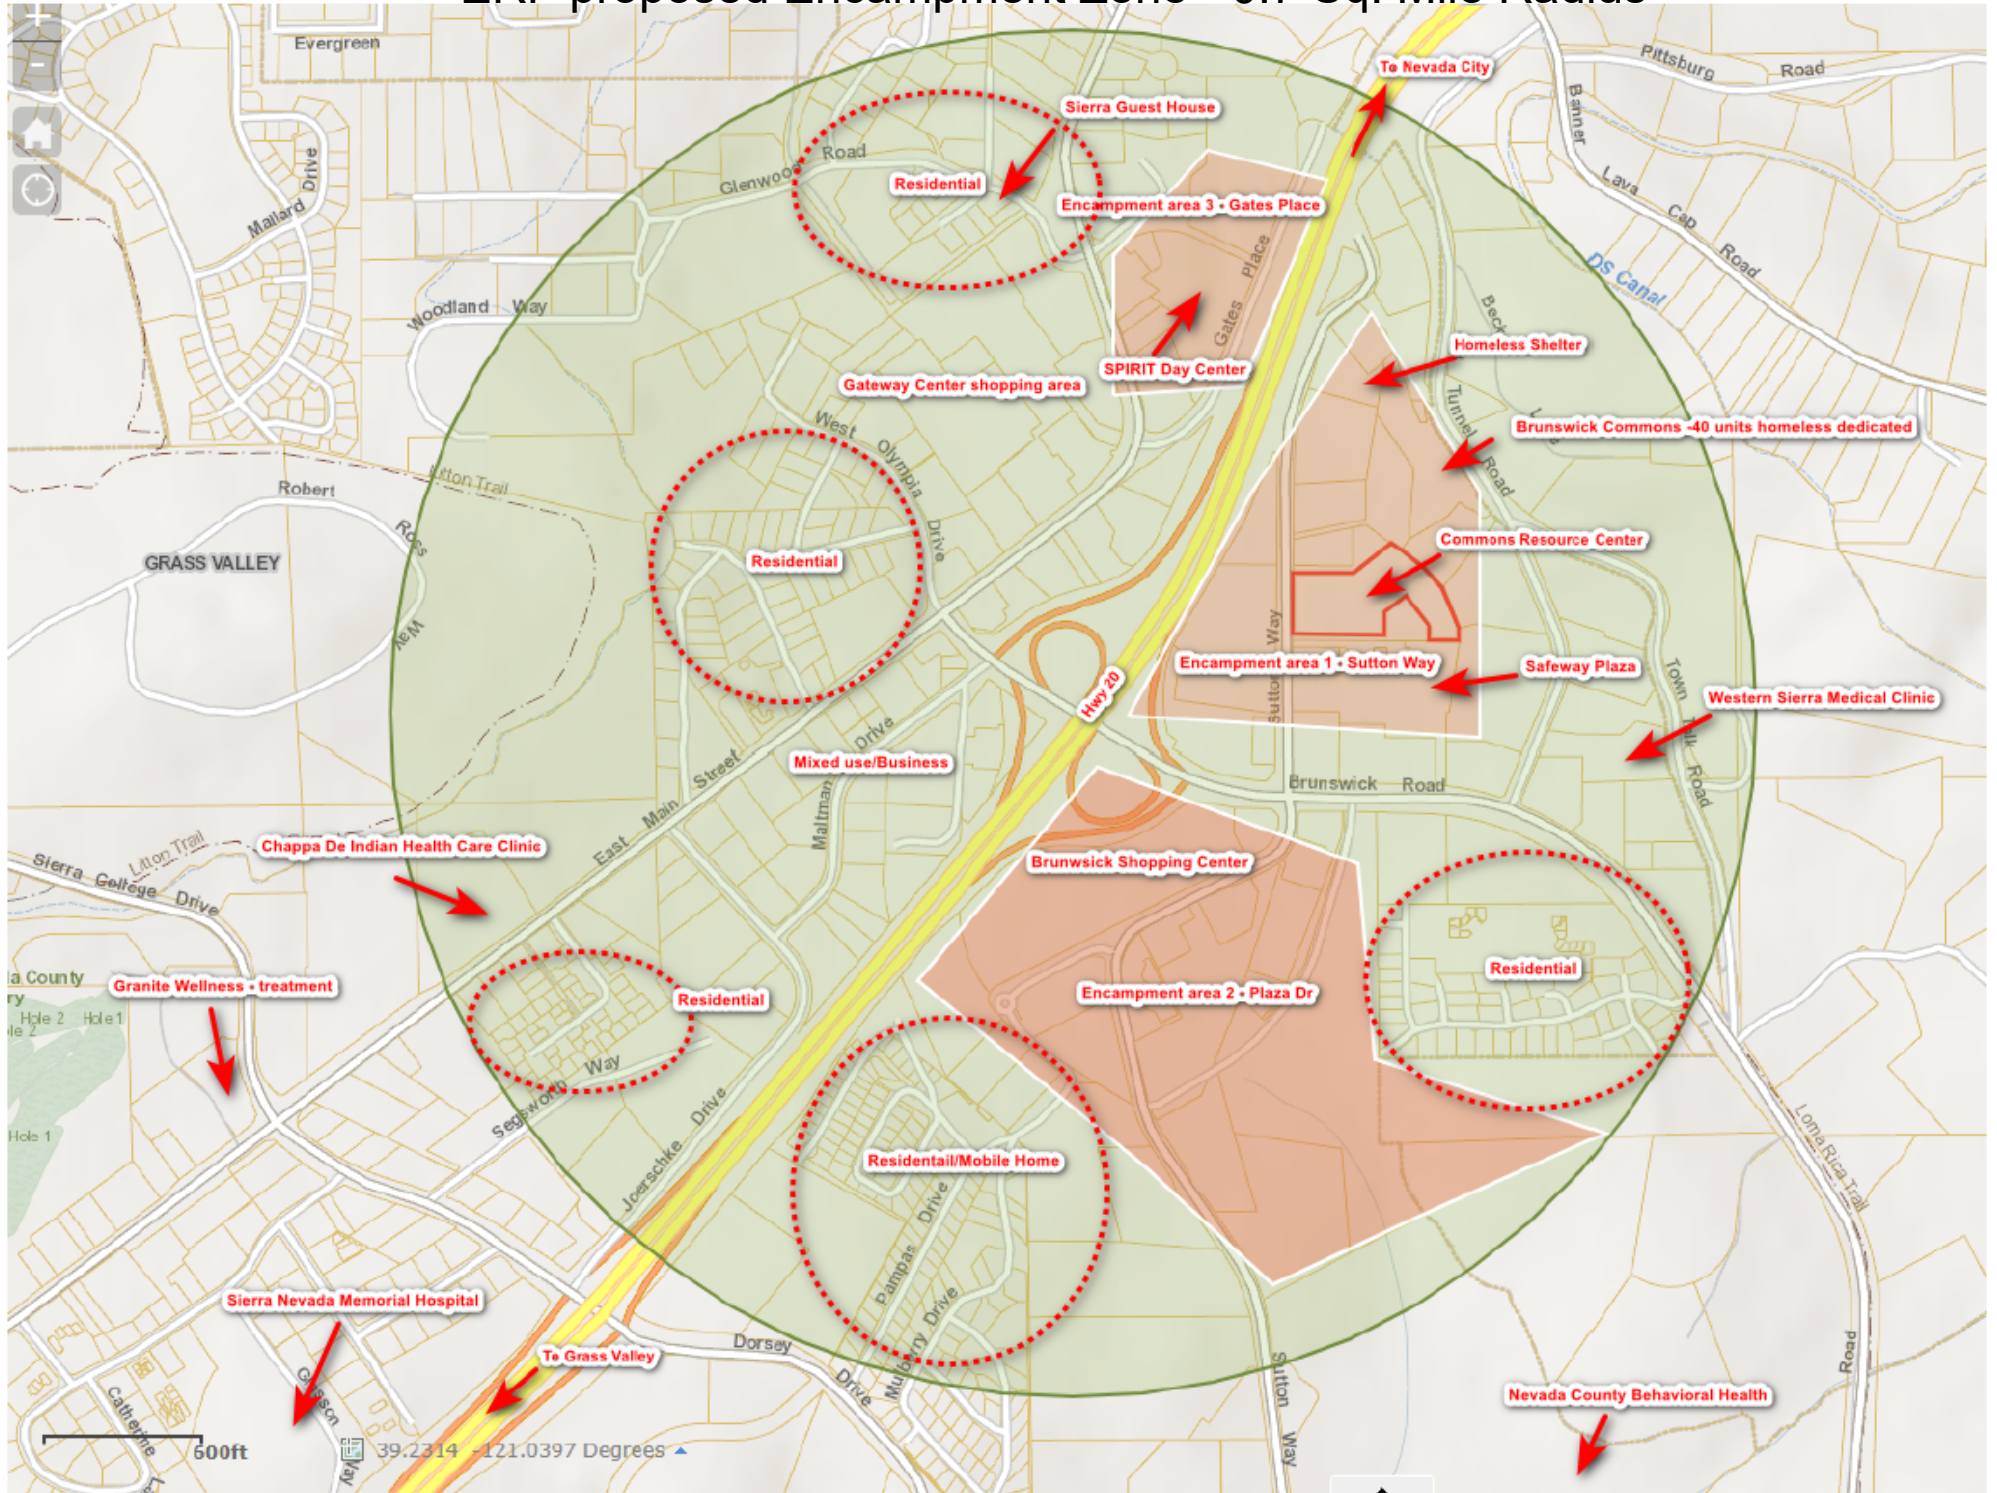 To Nevada City
Evergreen
Pittsburg Road
Sierra Guest House
Banner
Road
Glenwood
Residential
Mallard Drive
Encampment area 3 - Gates Place
Lava Cap Road
Gates Place
DS Canal
Woodland Way
Beck
Homeless Shelter
SPIRIT Day Center
Gateway Center shopping area
Tunnel Road
Brunswick Commons -40 units homeless dedicated
West Olympia Drive
Litton Trail
Robert Ross Way
GRASS VALLEY
Commons Resource Center
Residential
Sutton Way
Encampment area 1 - Sutton Way
Safeway Plaza
Hwy 20
Town Talk Road
Western Sierra Medical Clinic
Mixed use/Business
Maltman Drive
East Main Street
Brunswick Road
Chappa De Indian Health Care Clinic
Litton Trail
Sierra College Drive
Brunwsick Shopping Center
la County
ry
Granite Wellness - treatment
Residential
Encampment area 2 - Plaza Dr
Residential
Hole 2 Hole 1
ole 2
Segsworth Way
Hole 1
Joerschke Drive
Residentail/Mobile Home
Loma Rica Trail
Pampas Drive
Mulberry Drive
Sierra Nevada Memorial Hospital
To Grass Valley
Dorsey Drive
Road
Sutton Way
Nevada County Behavioral Health
Catherine
Glasson Way
600ft
39.2314 -121.0397 Degrees